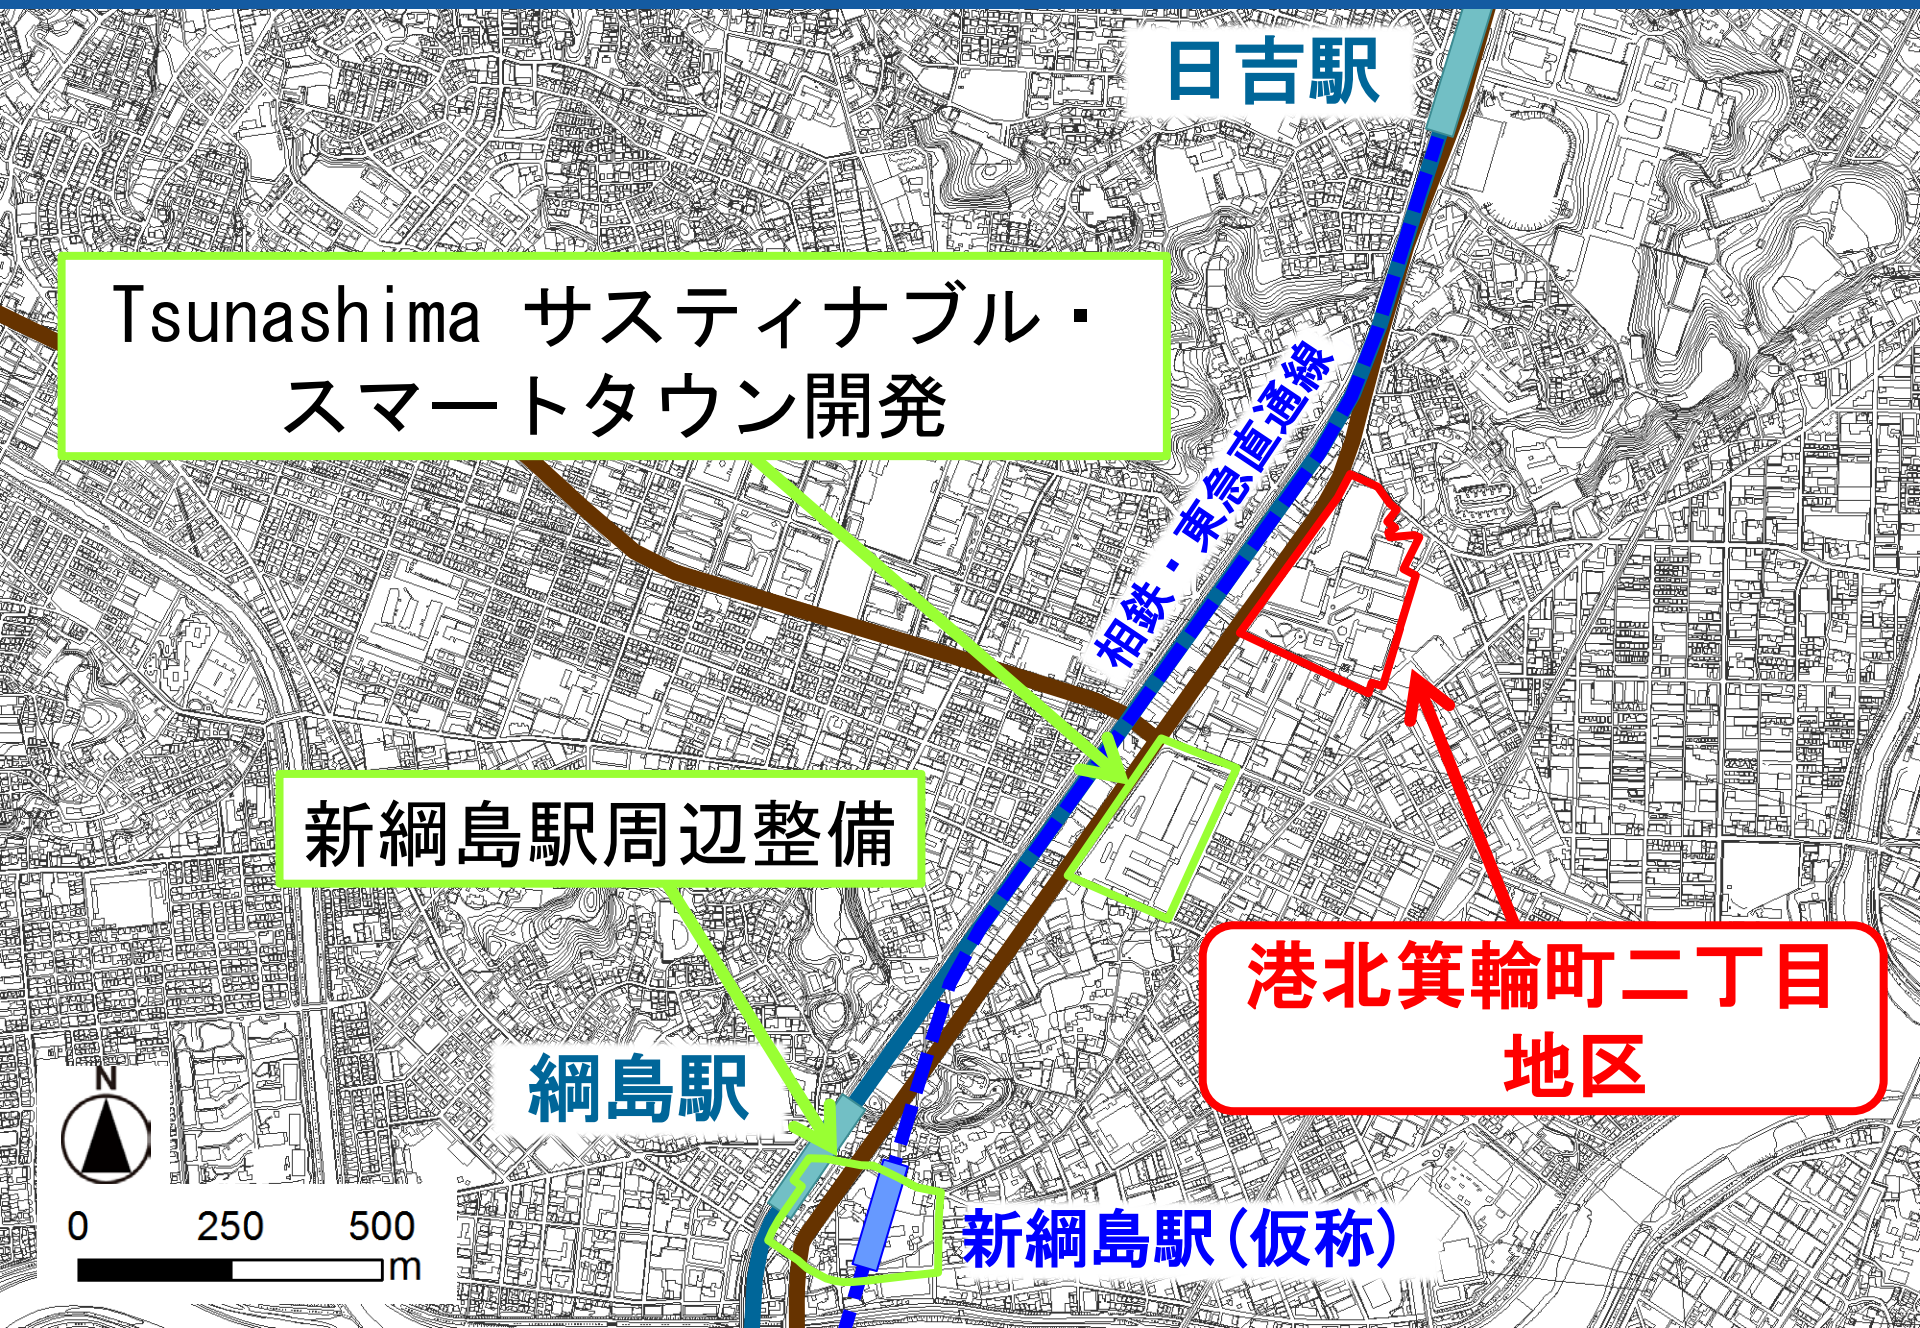 日吉駅
Tsunashima サスティナブル・
スマートタウン開発
相鉄・東急直通線
新綱島駅周辺整備
港北箕輪町二丁目
地区
綱島駅
新綱島駅(仮称)
N
0 250 500
m